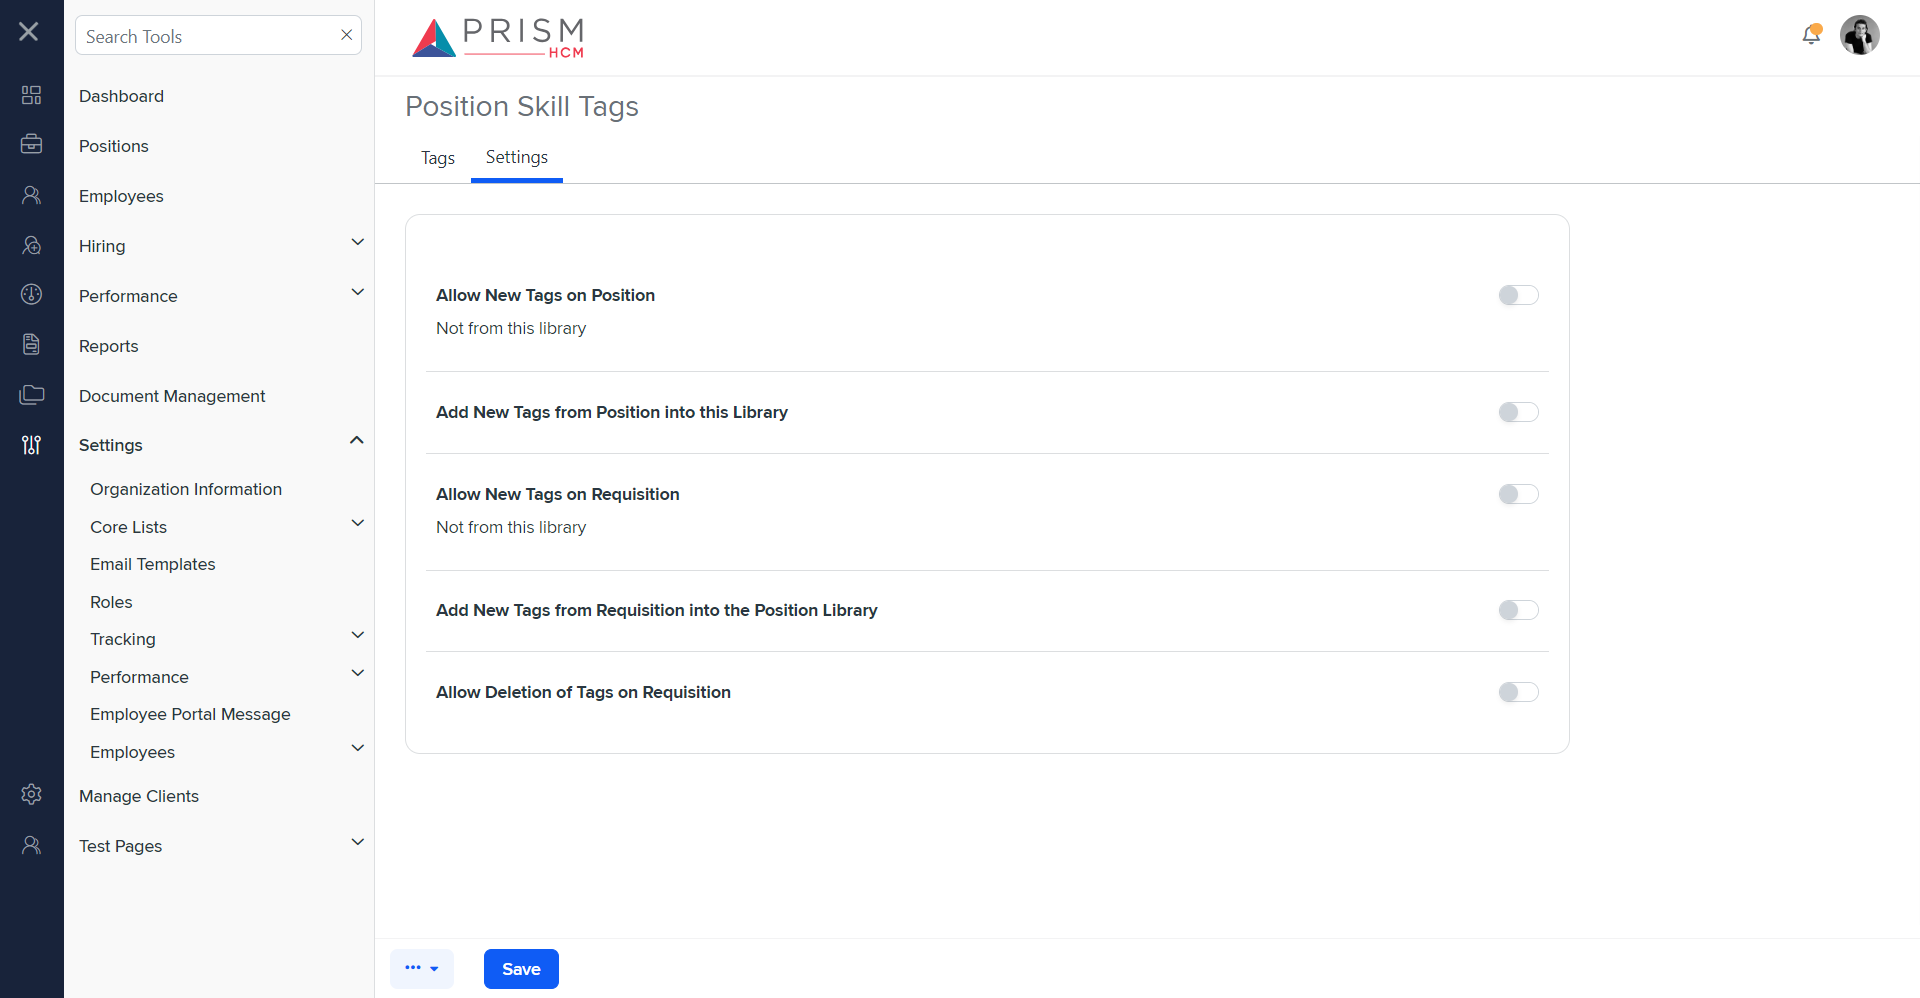 Search Tools
Dashboard
Positions
Employees
Hiring
Performance
Reports
Document Management
Settings
Organization Information
Core Lists
Email Templates
Roles
Tracking
Performance
Employee Portal Message
Employees
Manage Clients
Test Pages
PRISM
HCM
Position Skill Tags
Tags
Settings
Allow New Tags on Position
Not from this library
Add New Tags from Position into this Library
Allow New Tags on Requisition
Not from this library
Add New Tags from Requisition into the Position Library
Allow Deletion of Tags on Requisition
Save